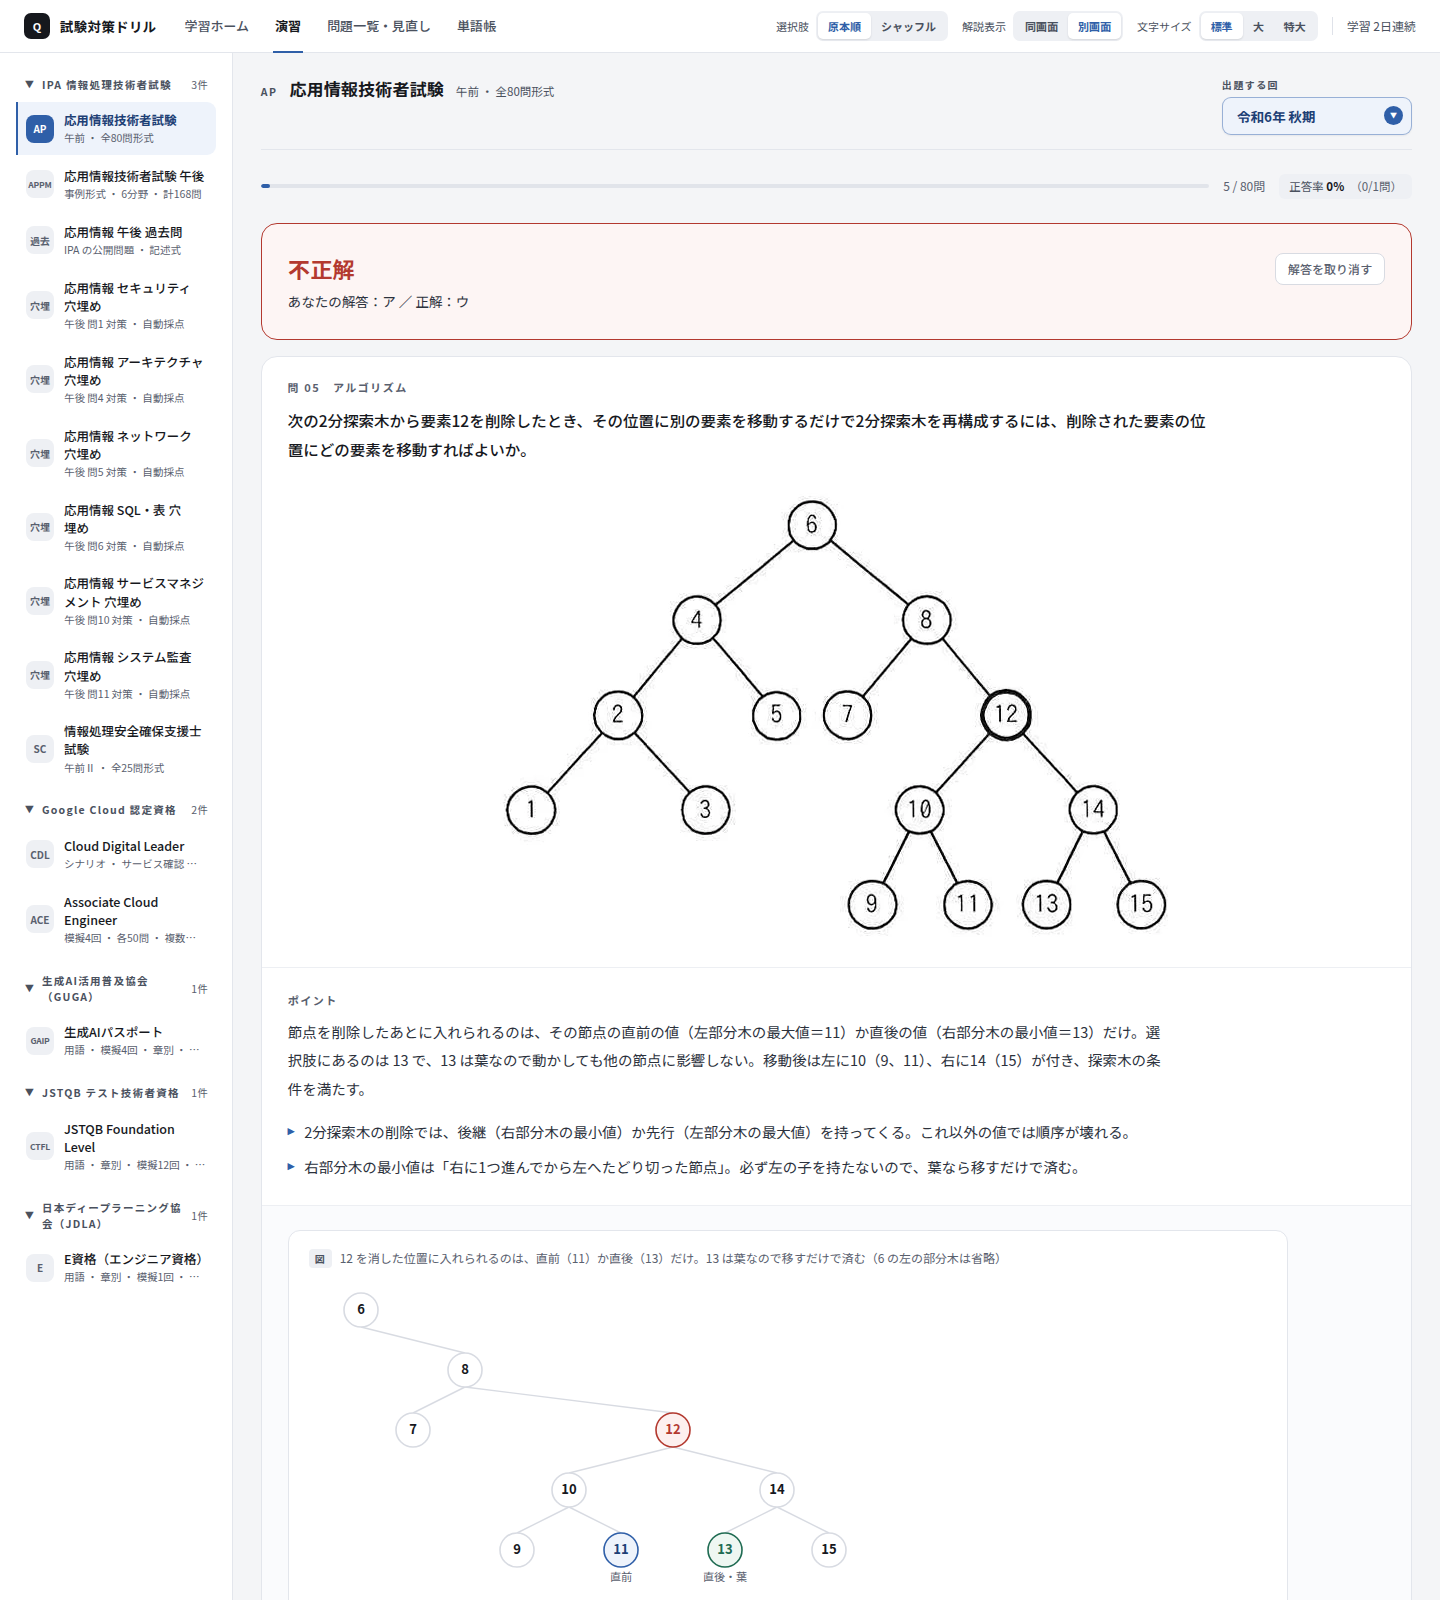 Q 試験対策ドリル 学習ホーム 演習 問題一覧・見直し 単語帳 選択肢 原本順 シャッフル 解説表示 同画面 別画面 文字サイズ 標準 大 特大 学習 2日連続
▼ IPA 情報処理技術者試験 3件
AP 応用情報技術者試験
午前 ・ 全80問形式
APPM 応用情報技術者試験 午後
事例形式 ・ 6分野 ・ 計168問
過去 応用情報 午後 過去問
IPA の公開問題 ・ 記述式
穴埋 応用情報 セキュリティ
穴埋め
午後 問1 対策 ・ 自動採点
穴埋 応用情報 アーキテクチャ
穴埋め
午後 問4 対策 ・ 自動採点
穴埋 応用情報 ネットワーク
穴埋め
午後 問5 対策 ・ 自動採点
穴埋 応用情報 SQL・表 穴
埋め
午後 問6 対策 ・ 自動採点
穴埋 応用情報 サービスマネジ
メント 穴埋め
午後 問10 対策 ・ 自動採点
穴埋 応用情報 システム監査
穴埋め
午後 問11 対策 ・ 自動採点
SC 情報処理安全確保支援士
試験
午前Ⅱ ・ 全25問形式
▼ Google Cloud 認定資格 2件
CDL Cloud Digital Leader
シナリオ ・ サービス確認 …
ACE Associate Cloud
Engineer
模擬4回 ・ 各50問 ・ 複数…
▼ 生成AI活用普及協会
（GUGA） 1件
GAIP 生成AIパスポート
用語 ・ 模擬4回 ・ 章別 ・ …
▼ JSTQB テスト技術者資格 1件
CTFL JSTQB Foundation
Level
用語 ・ 章別 ・ 模擬12回 ・ …
▼ 日本ディープラーニング協
会（JDLA） 1件
E E資格（エンジニア資格）
用語 ・ 章別 ・ 模擬1回 ・ …
AP 応用情報技術者試験 午前 ・ 全80問形式
出題する回
令和6年 秋期 ▼
5 / 80問 正答率 0% （0/1問）
不正解
あなたの解答：ア ／ 正解：ウ
解答を取り消す
問 05 アルゴリズム
次の2分探索木から要素12を削除したとき、その位置に別の要素を移動するだけで2分探索木を再構成するには、削除された要素の位
置にどの要素を移動すればよいか。
6
4 8
2 5 7 12
1 3 10 14
9 11 13 15
ポイント
節点を削除したあとに入れられるのは、その節点の直前の値（左部分木の最大値＝11）か直後の値（右部分木の最小値＝13）だけ。選
択肢にあるのは 13 で、13 は葉なので動かしても他の節点に影響しない。移動後は左に10（9、11）、右に14（15）が付き、探索木の条
件を満たす。
▶ 2分探索木の削除では、後継（右部分木の最小値）か先行（左部分木の最大値）を持ってくる。これ以外の値では順序が壊れる。
▶ 右部分木の最小値は「右に1つ進んでから左へたどり切った節点」。必ず左の子を持たないので、葉なら移すだけで済む。
図 12 を消した位置に入れられるのは、直前（11）か直後（13）だけ。13 は葉なので移すだけで済む（6 の左の部分木は省略）
6
8
7 12
10 14
9 11 13 15
直前 直後・葉